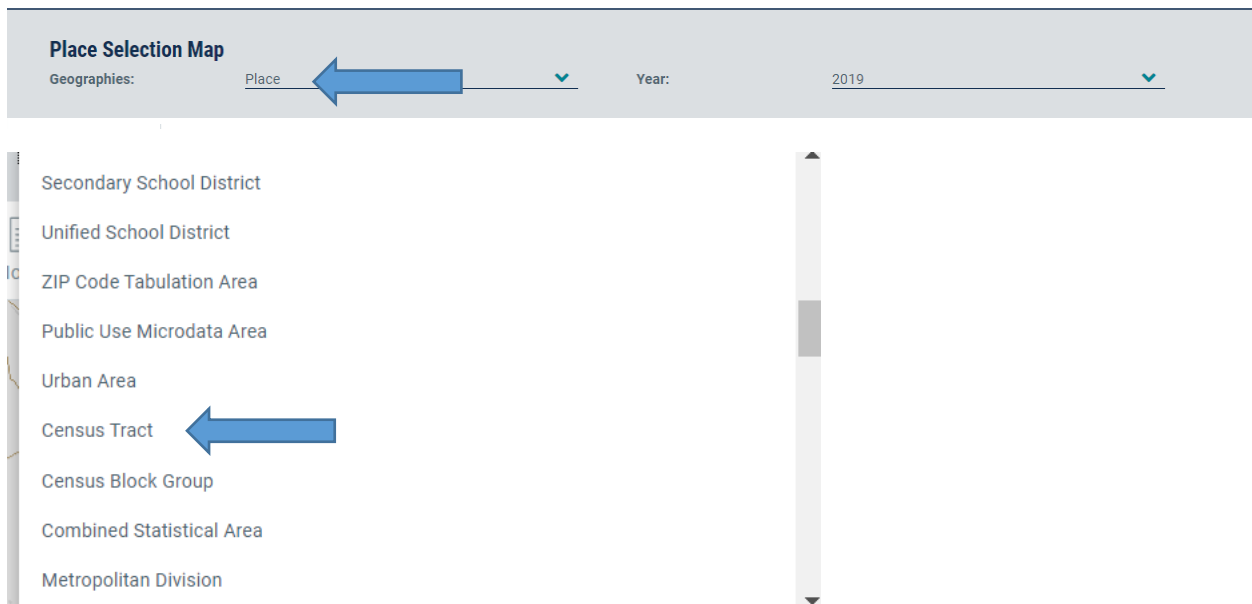 Place Selection Map
Geographies: Place Year: 2019
Secondary School District
Unified School District
ZIP Code Tabulation Area
Public Use Microdata Area
Urban Area
Census Tract
Census Block Group
Combined Statistical Area
Metropolitan Division